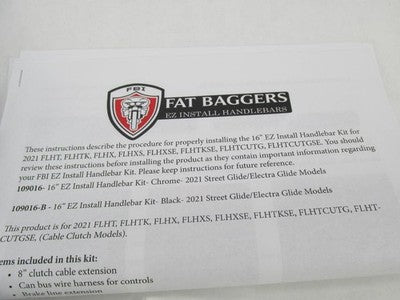 FBI
FAT BAGGERS
EZ INSTALL HANDLEBARS
These instructions describe the procedure for properly installing the 16" EZ Install Handlebar Kit for
2021 FLHT, FLHTK, FLHX, FLHXS, FLHXSE, FLHTKSE, FLHTCUTG, FLHTCUTGSE. You should
review these instructions before installing the product as they contain important information regarding
your FBI EZ Install Handlebar Kit. Please keep instructions for future reference.
109016- 16" EZ Install Handlebar Kit- Chrome- 2021 Street Glide/Electra Glide Models
109016-B - 16" EZ Install Handlebar Kit- Black- 2021 Street Glide/Electra Glide Models
This product is for 2021 FLHT, FLHTK, FLHX, FLHXS, FLHXSE, FLHTKSE, FLHTCUTG, FLHT-
CUTGSE, (Cable Clutch Models).
ems included in this kit:
• 8" clutch cable extension
• Can bus wire harness for controls
• Brake line extension